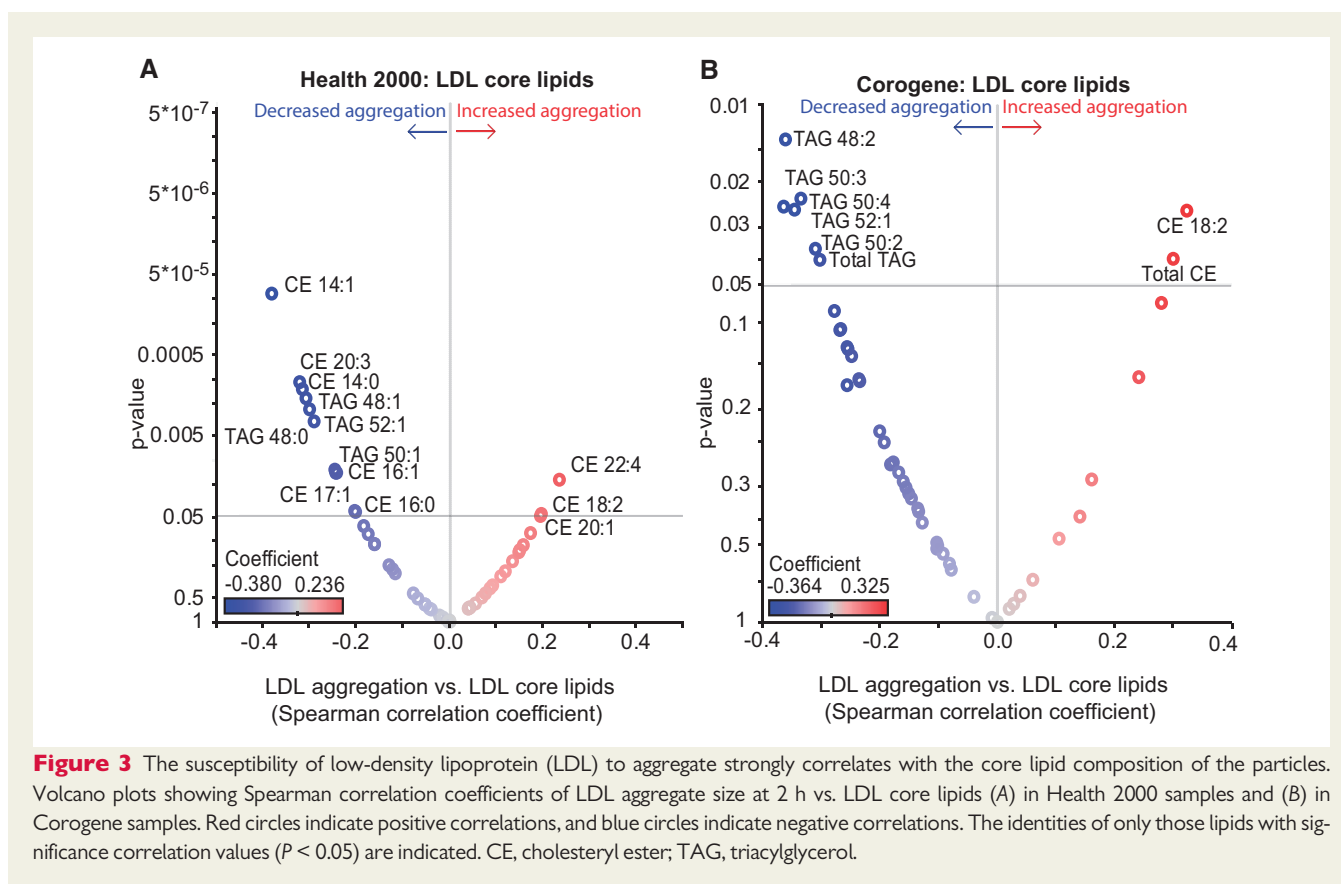 A
Health 2000: LDL core lipids
Decreased aggregation
Increased aggregation
5*10-7
5*10-6
5*10-5
0.0005
0.005
0.05
0.5
1
p-value
CE 14:1
CE 20:3
CE 14:0
TAG 48:1
TAG 52:1
TAG 48:0
TAG 50:1
CE 16:1
CE 17:1
CE 16:0
CE 22:4
CE 18:2
CE 20:1
Coefficient
-0.380 0.236
-0.4 -0.2 0.0 0.2 0.4
LDL aggregation vs. LDL core lipids
(Spearman correlation coefficient)
B
Corogene: LDL core lipids
Decreased aggregation
Increased aggregation
0.01
0.02
0.03
0.05
0.1
0.2
0.3
0.5
1
p-value
TAG 48:2
TAG 50:3
TAG 50:4
TAG 52:1
TAG 50:2
Total TAG
CE 18:2
Total CE
Coefficient
-0.364 0.325
-0.4 -0.2 0.0 0.2 0.4
LDL aggregation vs. LDL core lipids
(Spearman correlation coefficient)
Figure 3 The susceptibility of low-density lipoprotein (LDL) to aggregate strongly correlates with the core lipid composition of the particles.
Volcano plots showing Spearman correlation coefficients of LDL aggregate size at 2 h vs. LDL core lipids (A) in Health 2000 samples and (B) in
Corogene samples. Red circles indicate positive correlations, and blue circles indicate negative correlations. The identities of only those lipids with sig-
nificance correlation values (P < 0.05) are indicated. CE, cholesteryl ester; TAG, triacylglycerol.